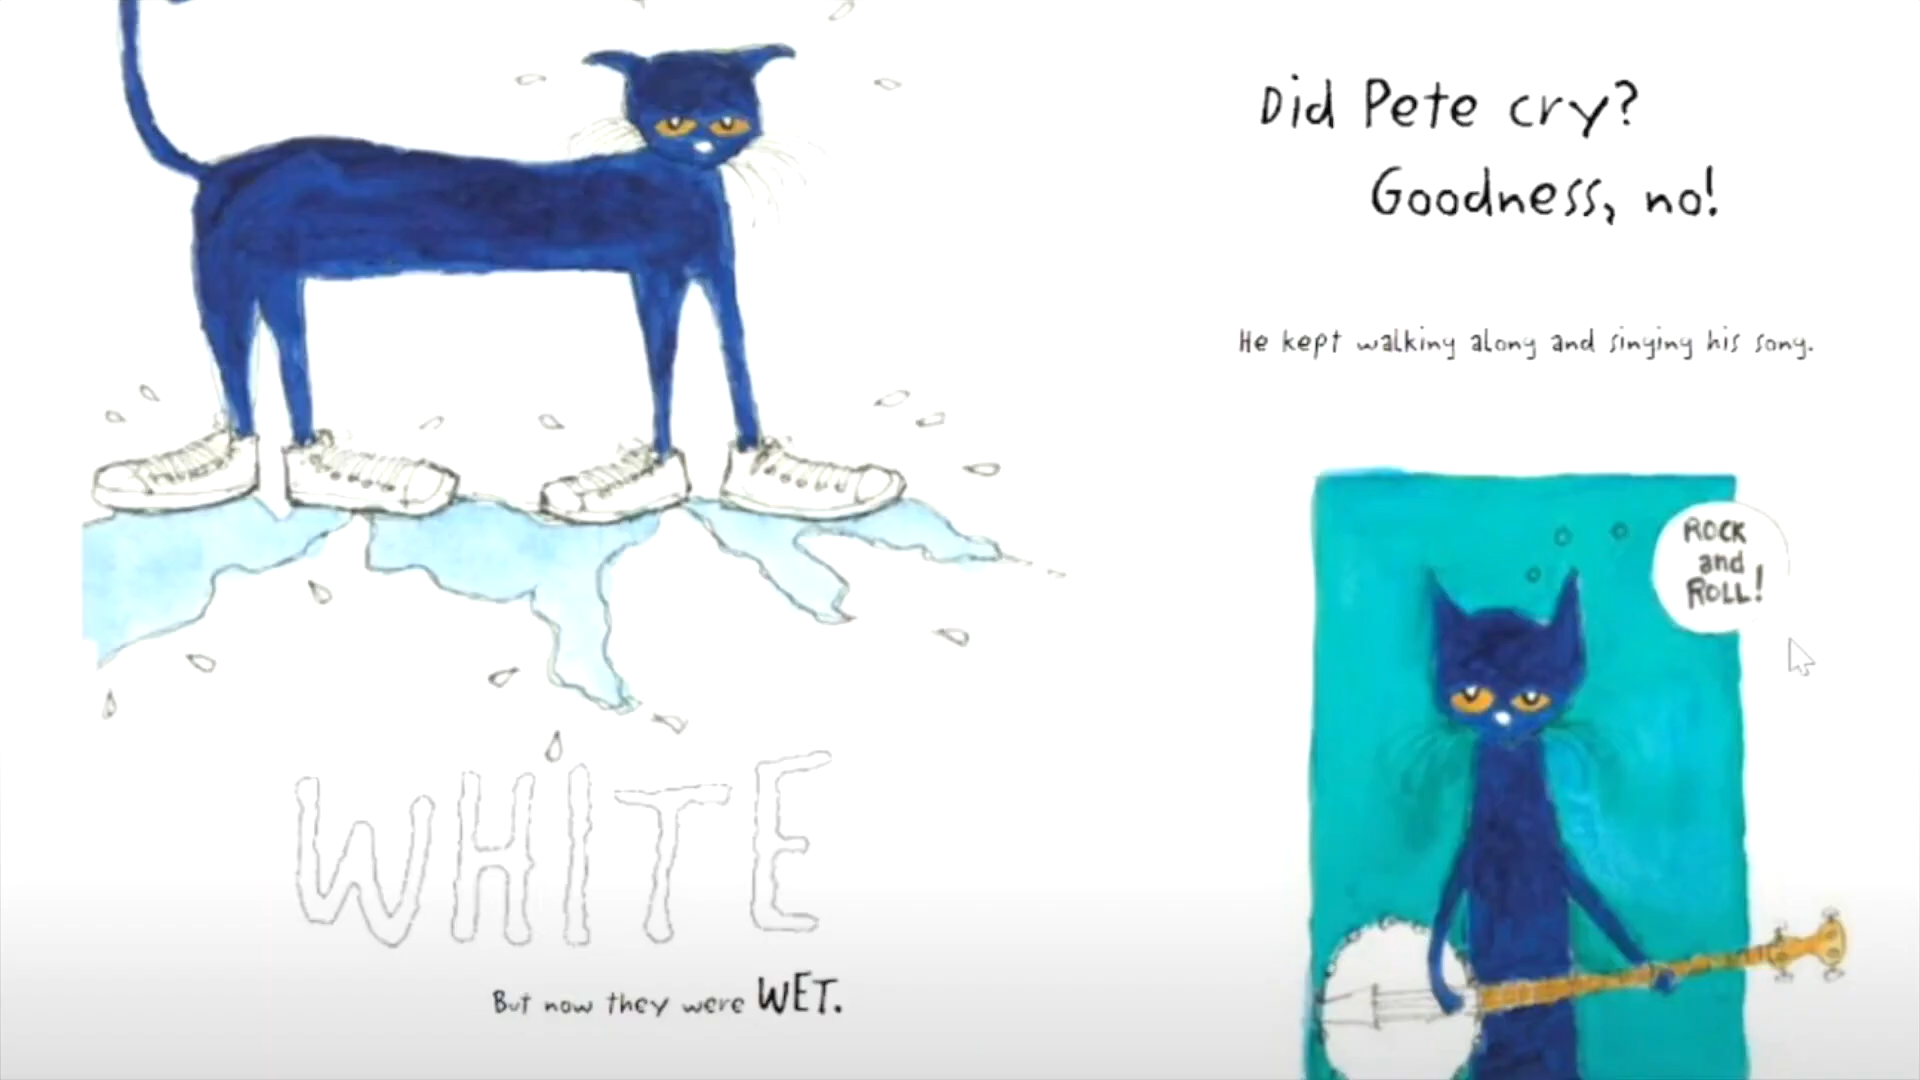 WHITE
But now they were WET.
Did Pete cry?
Goodness, no!
He kept walking along and singing his song.
ROCK
and
ROLL!